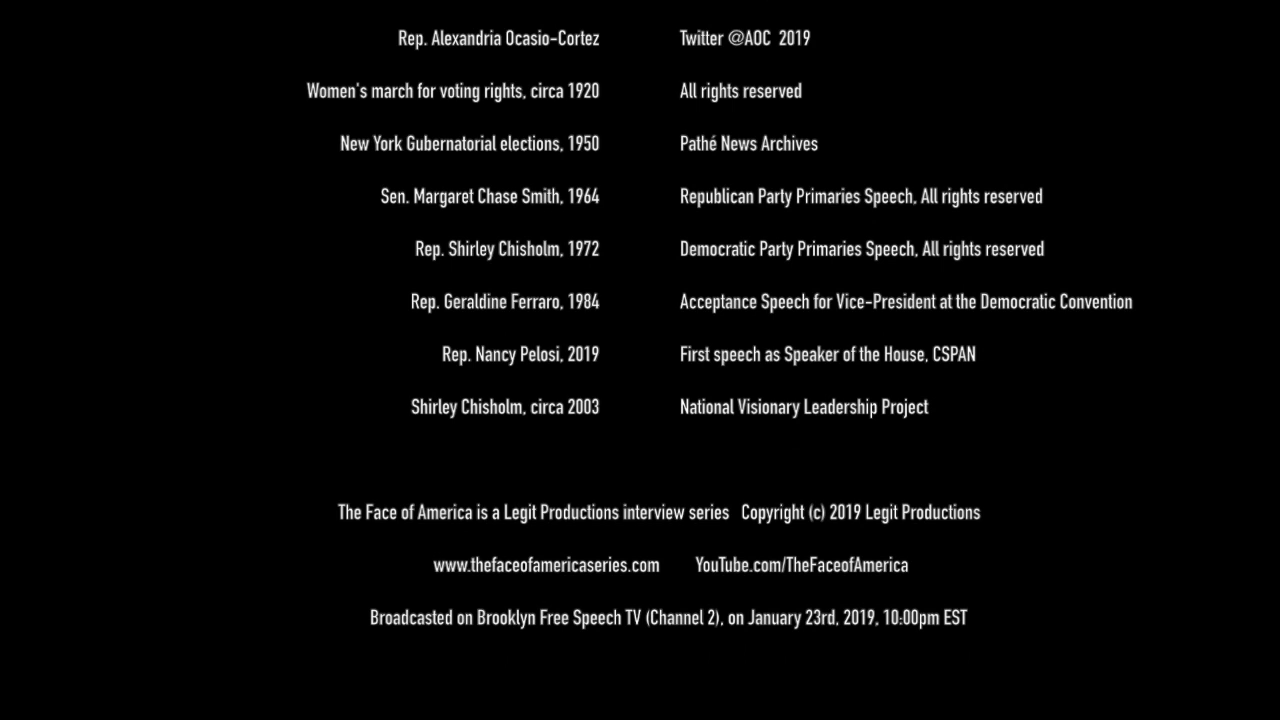 Rep. Alexandria Ocasio-Cortez Twitter @AOC 2019
Women's march for voting rights, circa 1920 All rights reserved
New York Gubernatorial elections, 1950 Pathé News Archives
Sen. Margaret Chase Smith, 1964 Republican Party Primaries Speech, All rights reserved
Rep. Shirley Chisholm, 1972 Democratic Party Primaries Speech, All rights reserved
Rep. Geraldine Ferraro, 1984 Acceptance Speech for Vice-President at the Democratic Convention
Rep. Nancy Pelosi, 2019 First speech as Speaker of the House, CSPAN
Shirley Chisholm, circa 2003 National Visionary Leadership Project
The Face of America is a Legit Productions interview series Copyright (c) 2019 Legit Productions
www.thefaceofamericaseries.com YouTube.com/TheFaceofAmerica
Broadcasted on Brooklyn Free Speech TV (Channel 2), on January 23rd, 2019, 10:00pm EST